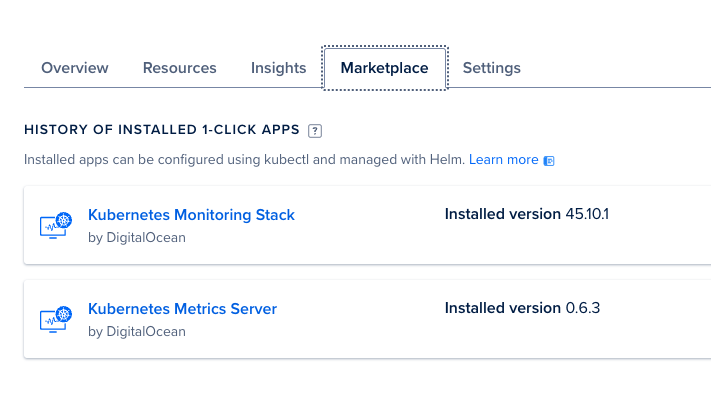 Overview Resources Insights Marketplace Settings
HISTORY OF INSTALLED 1-CLICK APPS ?
Installed apps can be configured using kubectl and managed with Helm. Learn more
Kubernetes Monitoring Stack Installed version 45.10.1
by DigitalOcean
Kubernetes Metrics Server Installed version 0.6.3
by DigitalOcean